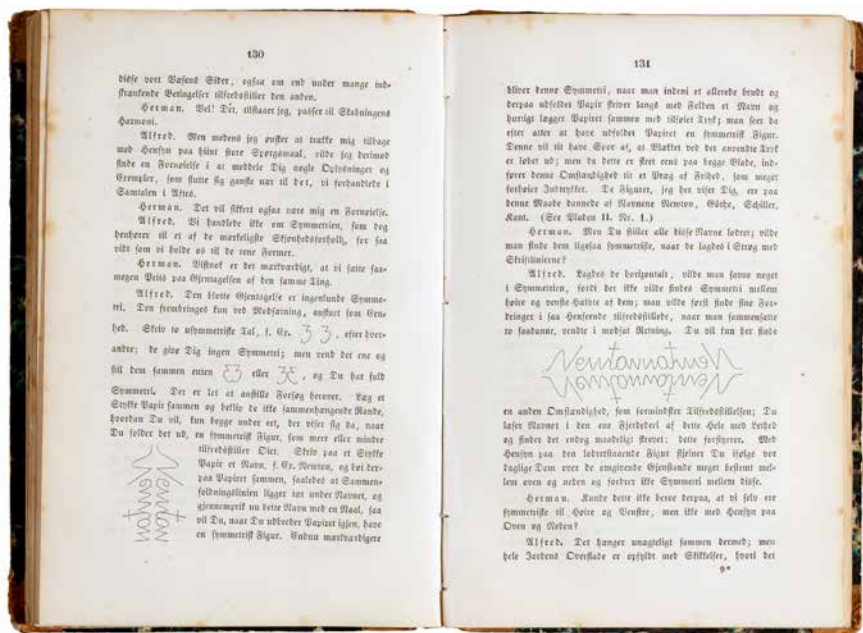 130
disse vort Væsens Sider, ogsaa om end under mange ind-
skrænkende Betingelser tilfredsstiller den anden.
Herman. Vel! Det, tilstaaer jeg, passer til Skabningens
Harmoni.
Alfred. Men medens jeg ønsker at trække mig tilbage
med Hensyn paa hiint store Spørgsmaal, vilde jeg derimod
finde en Fornøielse i at meddele Dig nogle Oplysninger og
Exempler, som slutte sig ganske nær til det, vi forhandlede i
Samtalen i Aftes.
Herman. Det vil sikkert ogsaa være mig en Fornøielse.
Alfred. Vi handlede ikke om Symmetrien, som dog
henhører til et af de mærkeligste Skjønhedsforhold, for saa
vidt som vi holde os til de rene Former.
Herman. Vistnok er det mærkværdigt, at vi sætte saa-
megen Priis paa Gjentagelsen af den samme Ting.
Alfred. Den blotte Gjentagelse er ingenlunde Symme-
tri. Den frembringes kun ved Modsætning, anskuet som Een-
hed. Skriv to usymmetriske Tal, f. Ex. 3 3, efter hver-
andre; de give Dig ingen Symmetri; men vend det ene og
stil dem sammen enten Ɛ3 eller 3Ɛ, og Du har fuld
Symmetri. Det er let at anstille Forsøg herover. Læg et
Stykke Papir sammen og beklip de ikke sammenhængende Rande,
hvordan Du vil, kun begge under eet, der viser sig da, naar
Du folder det ud, en symmetrisk Figur, som mere eller mindre
tilfredsstiller Öiet. Skriv paa et Stykke
Papir et Navn, f. Ex. Newton, og bøi der-
paa Papiret sammen, saaledes at Sammen-
foldningslinien ligger tæt under Navnet, og
gjennemprik nu dette Navn med en Naal, saa
vil Du, naar Du udbreder Papiret igjen, have
en symmetrisk Figur. Endnu mærkværdigere
Newton
Newton
131
bliver denne Symmetri, naar man indeni et allerede brudt og
derpaa udfoldet Papir skriver langs med Folden et Navn og
hurtigt lægger Papiret sammen med tilføiet Tryk; man seer da
efter atter at have udfoldet Papiret en symmetrisk Figur.
Denne vil tit have Spor af, at Blækket ved det anvendte Tryk
er løbet ud; men da dette er skeet eens paa begge Blade, ind-
fører denne Omstændighed tit et Præg af Frihed, som meget
forhøier Indtrykket. De Figurer, jeg her viser Dig, ere paa
denne Maade dannede af Navnene Newton, Göthe, Schiller,
Kant. (See Pladen II. Nr. 1.)
Herman. Men Du stiller alle disse Navne lodret; vilde
man finde dem ligesaa symmetriske, naar de lagdes i Strøg med
Skriftlinierne?
Alfred. Lagdes de horizontalt, vilde man savne noget
i Symmetrien, fordi der ikke vilde findes Symmetri mellem
høire og venstre Halvte af dem; man vilde først finde sine For-
dringer i saa Henseende tilfredsstillede, naar man sammensatte
to saadanne, vendte i modsat Retning. Du vil kun her finde
Newton
Newton
en anden Omstændighed, som formindsker Tilfredsstillelsen; Du
læser Navnet i den ene Fjerdedeel af dette Hele med Lethed
og finder det endog maadeligt skrevet; dette forstyrrer. Med
Hensyn paa den lodretstaaende Figur skjønner Du ifølge vor
daglige Dom over de omgivende Gjenstande meget bestemt mel-
lem oven og neden og fordrer ikke Symmetri mellem disse.
Herman. Kunde dette ikke beroe derpaa, at vi selv ere
symmetriske til Høire og Venstre, men ikke med Hensyn paa
Oven og Neden?
Alfred. Det hænger unægteligt sammen dermed; men
hele Jordens Overflade er opfyldt med Skikkelser, hvori det
9*